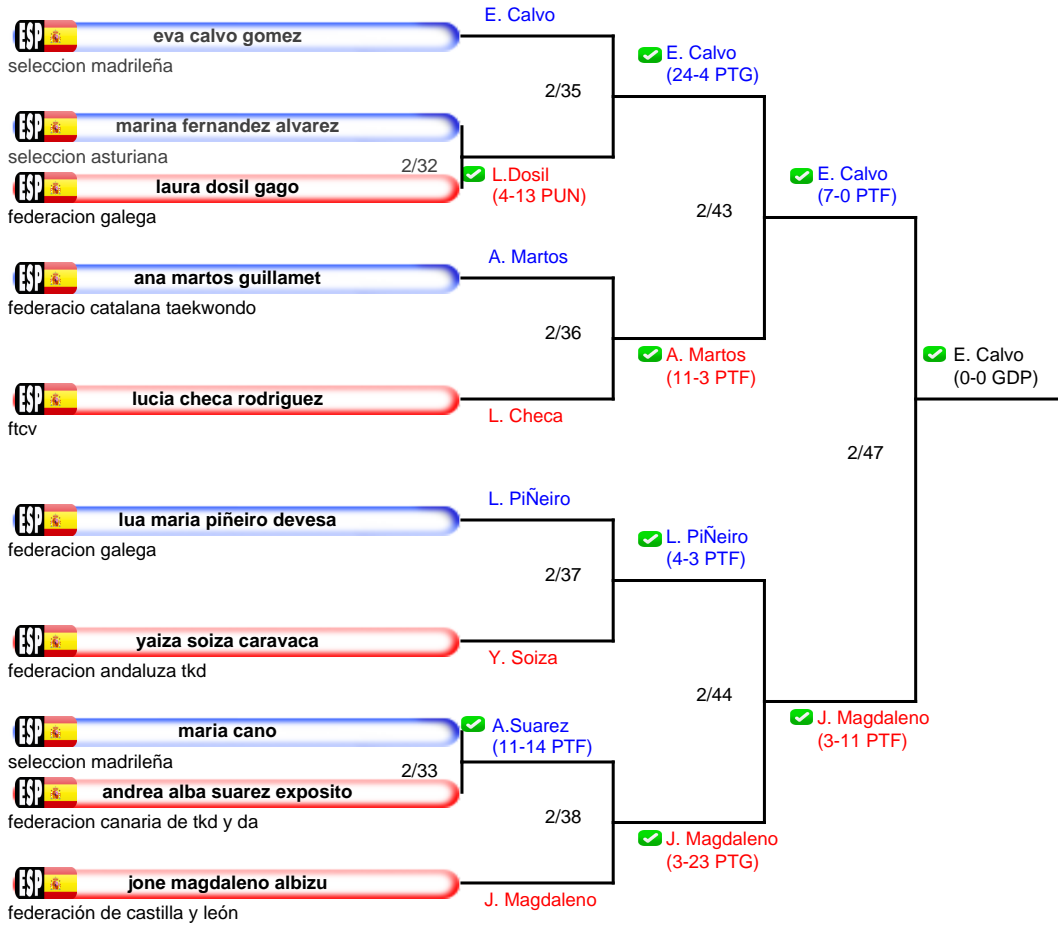 E. Calvo
ESP eva calvo gomez
seleccion madrileña
E. Calvo
(24-4 PTG)
2/35
ESP marina fernandez alvarez
seleccion asturiana
2/32
L.Dosil
(4-13 PUN)
ESP laura dosil gago
federacion galega
E. Calvo
(7-0 PTF)
2/43
A. Martos
ESP ana martos guillamet
federacio catalana taekwondo
2/36
A. Martos
(11-3 PTF)
E. Calvo
(0-0 GDP)
ESP lucia checa rodriguez
L. Checa
ftcv
2/47
L. PiÑeiro
ESP lua maria piñeiro devesa
federacion galega
L. PiÑeiro
(4-3 PTF)
2/37
ESP yaiza soiza caravaca
Y. Soiza
federacion andaluza tkd
2/44
J. Magdaleno
(3-11 PTF)
ESP maria cano
A.Suarez
(11-14 PTF)
seleccion madrileña
2/33
ESP andrea alba suarez exposito
federacion canaria de tkd y da
2/38
J. Magdaleno
(3-23 PTG)
ESP jone magdaleno albizu
J. Magdaleno
federación de castilla y león